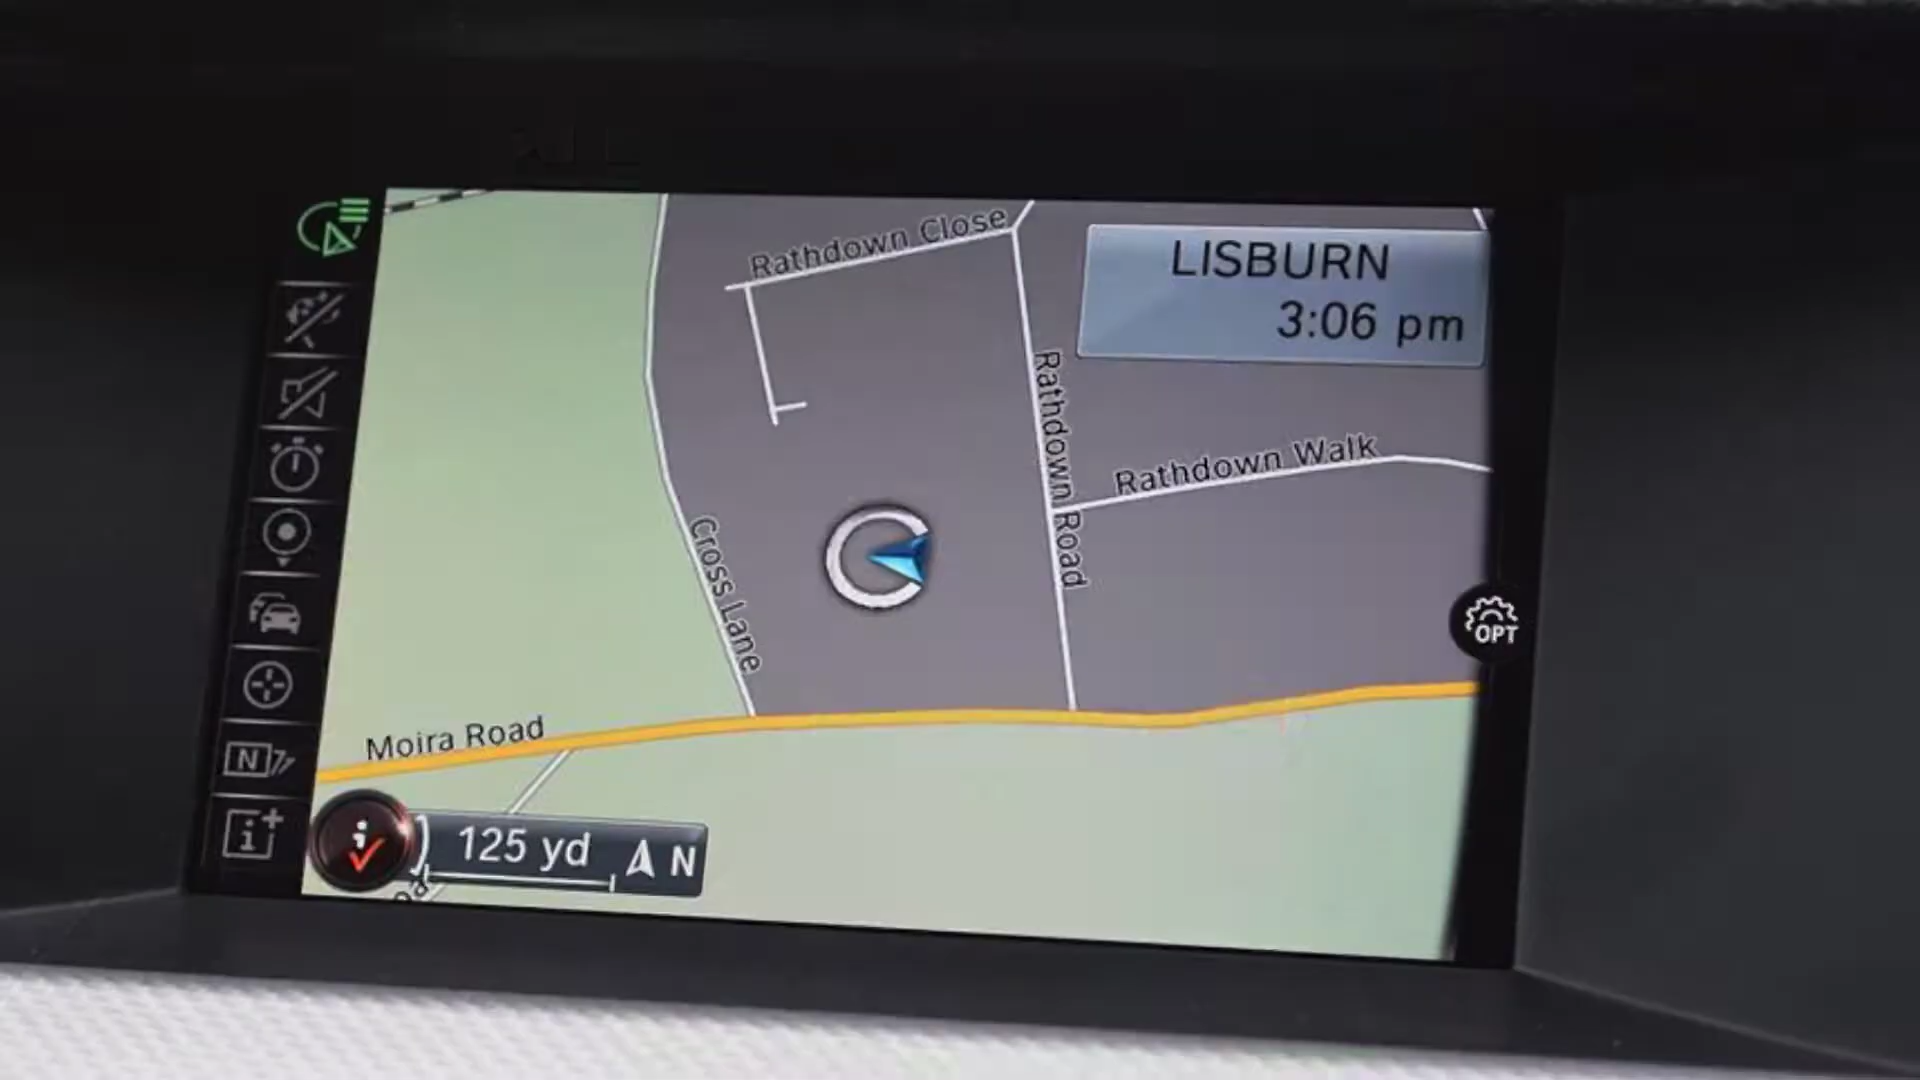 Rathdown Close
LISBURN
3:06 pm
Rathdown Road
Rathdown Walk
Cross Lane
OPT
Moira Road
N
i+
i
125 yd
N